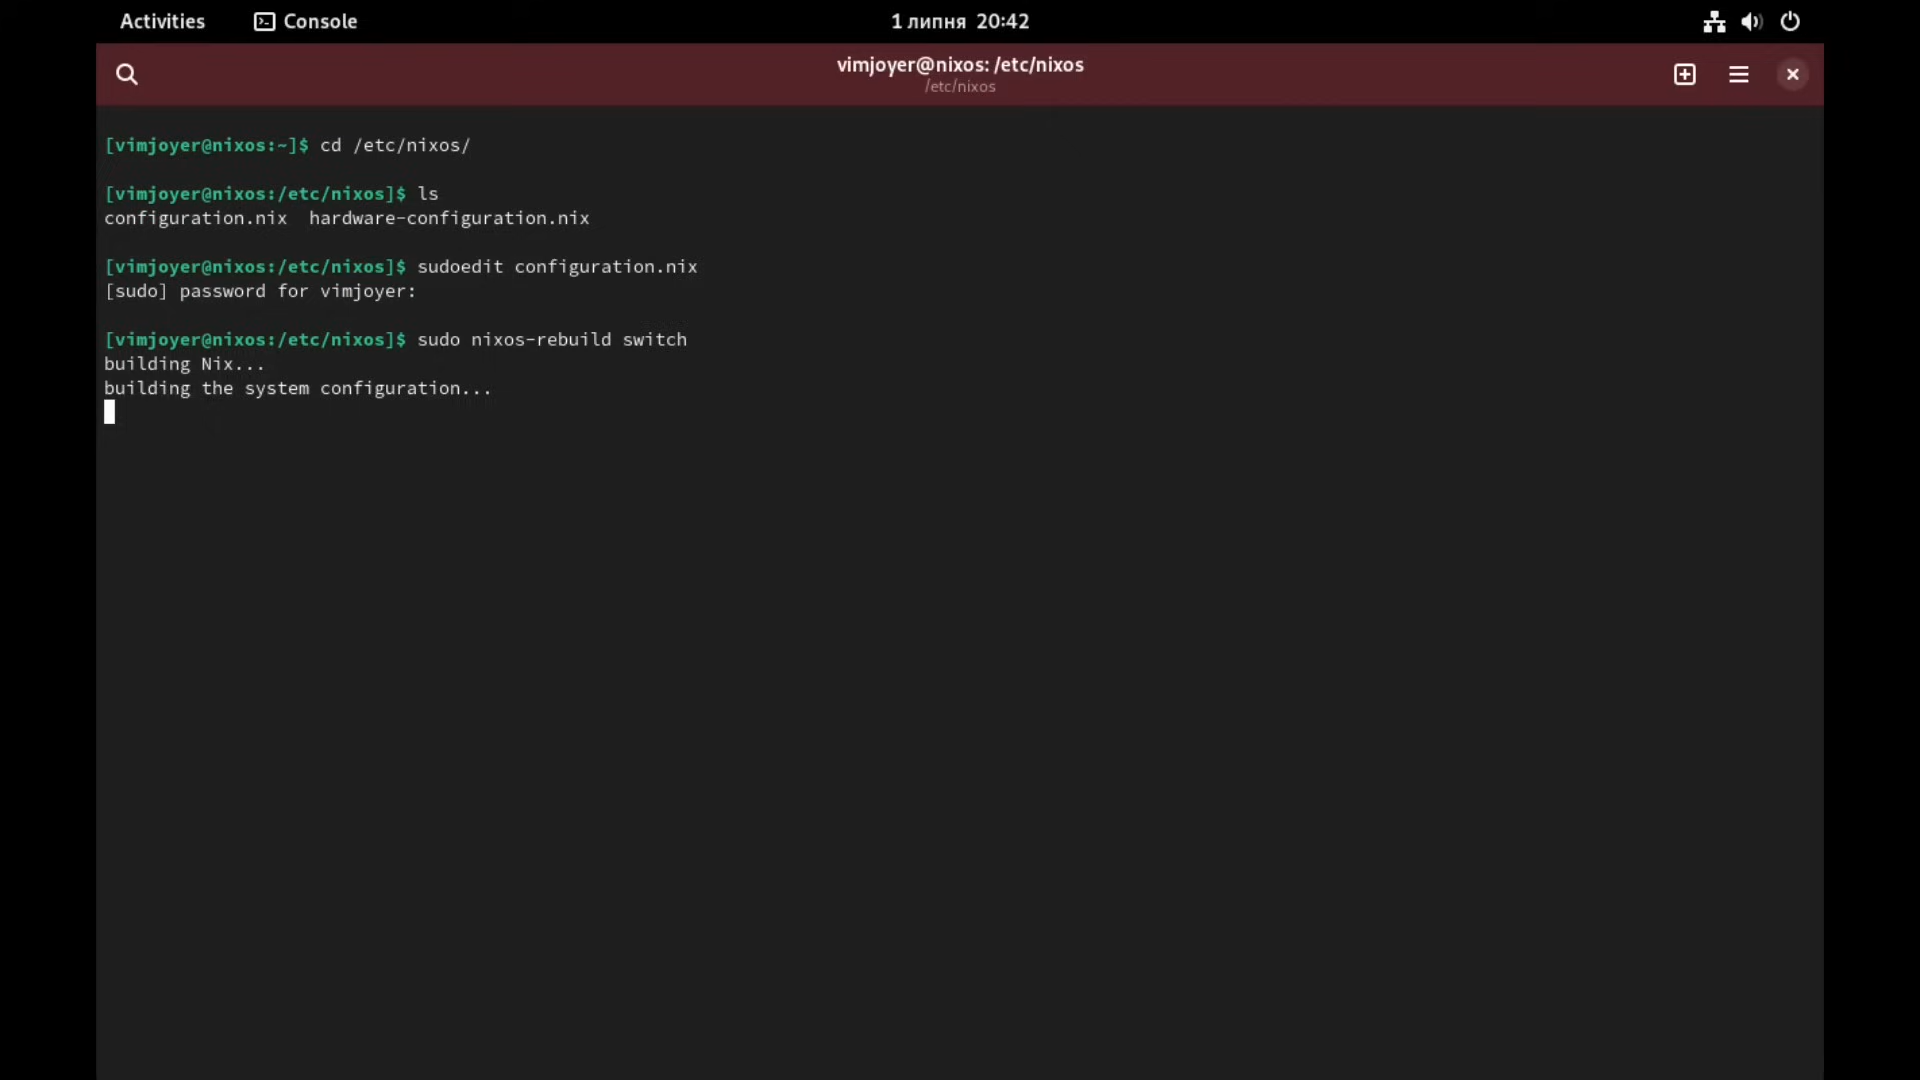 Activities
Console
1 липня 20:42
vimjoyer@nixos: /etc/nixos
/etc/nixos
[vimjoyer@nixos:~]$ cd /etc/nixos/
[vimjoyer@nixos:/etc/nixos]$ ls
configuration.nix  hardware-configuration.nix
[vimjoyer@nixos:/etc/nixos]$ sudoedit configuration.nix
[sudo] password for vimjoyer:
[vimjoyer@nixos:/etc/nixos]$ sudo nixos-rebuild switch
building Nix...
building the system configuration...